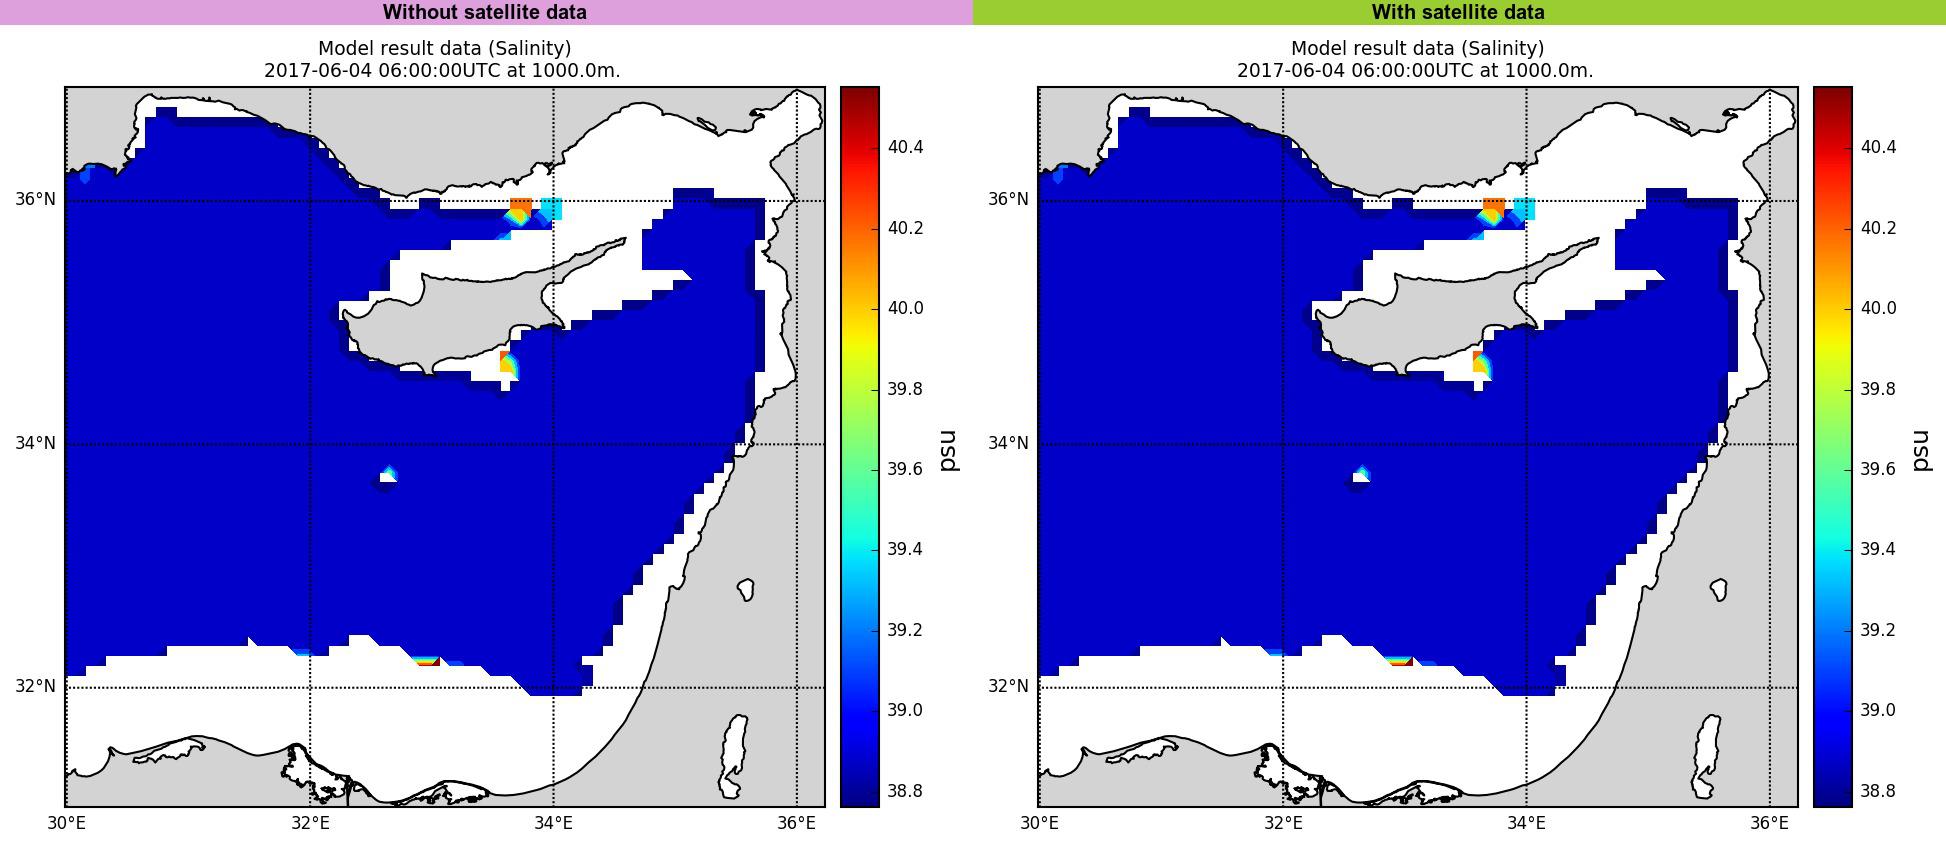 Without satellite data
With satellite data
Model result data (Salinity)
2017-06-04 06:00:00UTC at 1000.0m.
36°N
34°N
32°N
30°E
32°E
34°E
36°E
40.4
40.2
40.0
39.8
39.6
39.4
39.2
39.0
38.8
psu
Model result data (Salinity)
2017-06-04 06:00:00UTC at 1000.0m.
36°N
34°N
32°N
30°E
32°E
34°E
36°E
40.4
40.2
40.0
39.8
39.6
39.4
39.2
39.0
38.8
psu